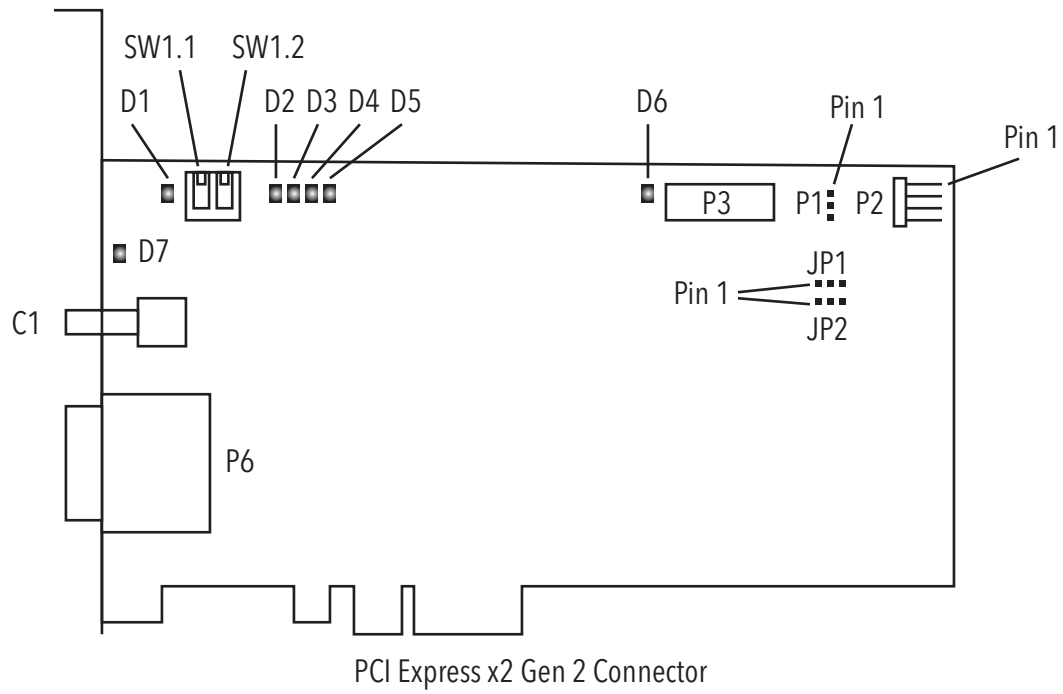 SW1.1 SW1.2
D1 D2 D3 D4 D5 D6 Pin 1
Pin 1
P3 P1 P2
D7
JP1
Pin 1
C1
JP2
P6
PCI Express x2 Gen 2 Connector